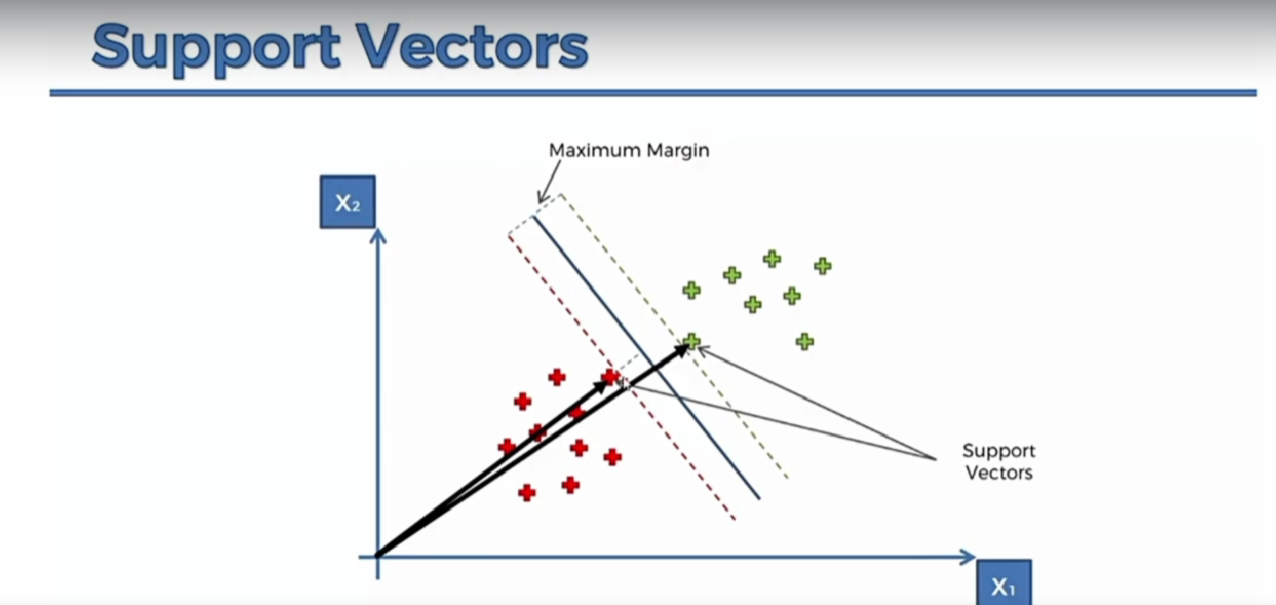 Support Vectors
Maximum Margin
X₂
Support
Vectors
X₁